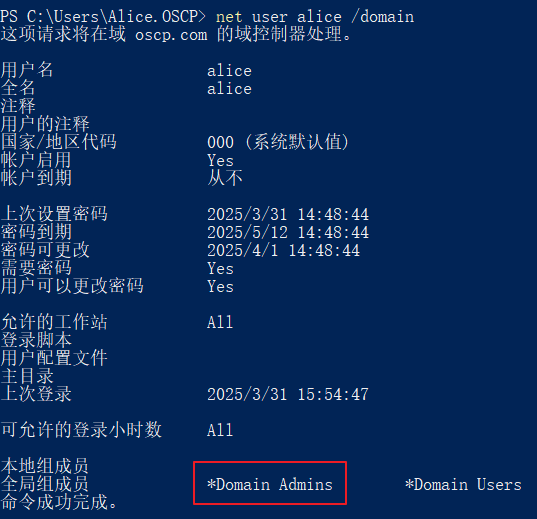 PS C:\Users\Alice.OSCP> net user alice /domain
这项请求将在域 oscp.com 的域控制器处理。
用户名 alice
全名 alice
注释
用户的注释
国家/地区代码 000 (系统默认值)
帐户启用 Yes
帐户到期 从不
上次设置密码 2025/3/31 14:48:44
密码到期 2025/5/12 14:48:44
密码可更改 2025/4/1 14:48:44
需要密码 Yes
用户可以更改密码 Yes
允许的工作站 All
登录脚本
用户配置文件
主目录
上次登录 2025/3/31 15:54:47
可允许的登录小时数 All
本地组成员
全局组成员 *Domain Admins *Domain Users
命令成功完成。